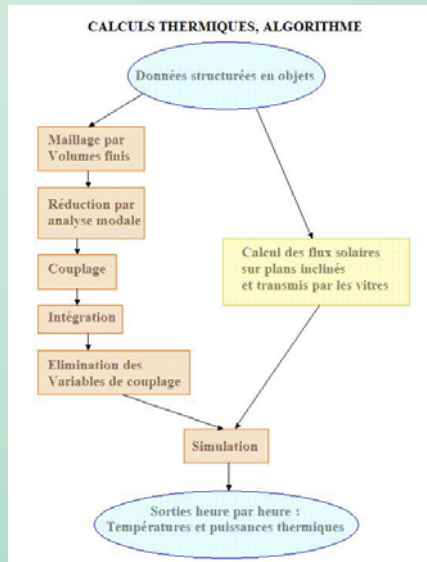 CALCULS THERMIQUES, ALGORITHME
Données structurées en objets
Maillage par
Volumes finis
Réduction par
analyse modale
Couplage
Intégration
Elimination des
Variables de couplage
Calcul des flux solaires
sur plans inclinés
et transmis par les vitres
Simulation
Sorties heure par heure :
Températures et puissances thermiques